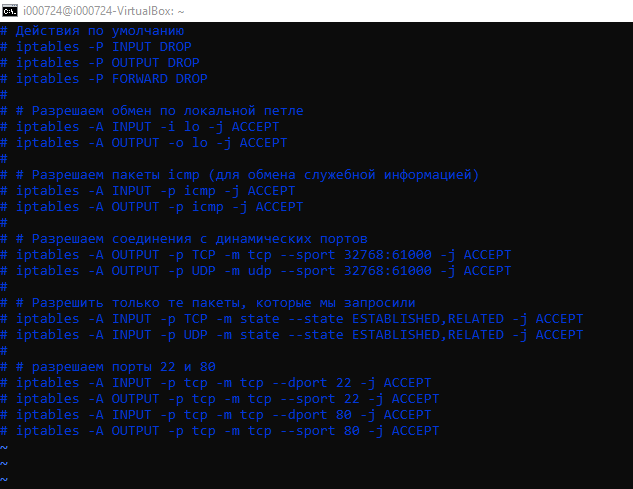 i000724@i000724-VirtualBox: ~
# Действия по умолчанию
# iptables -P INPUT DROP
# iptables -P OUTPUT DROP
# iptables -P FORWARD DROP
#
# # Разрешаем обмен по локальной петле
# iptables -A INPUT -i lo -j ACCEPT
# iptables -A OUTPUT -o lo -j ACCEPT
#
# # Разрешаем пакеты icmp (для обмена служебной информацией)
# iptables -A INPUT -p icmp -j ACCEPT
# iptables -A OUTPUT -p icmp -j ACCEPT
#
# # Разрешаем соединения с динамических портов
# iptables -A OUTPUT -p TCP -m tcp --sport 32768:61000 -j ACCEPT
# iptables -A OUTPUT -p UDP -m udp --sport 32768:61000 -j ACCEPT
#
# # Разрешить только те пакеты, которые мы запросили
# iptables -A INPUT -p TCP -m state --state ESTABLISHED,RELATED -j ACCEPT
# iptables -A INPUT -p UDP -m state --state ESTABLISHED,RELATED -j ACCEPT
#
# # разрешаем порты 22 и 80
# iptables -A INPUT -p tcp -m tcp --dport 22 -j ACCEPT
# iptables -A OUTPUT -p tcp -m tcp --sport 22 -j ACCEPT
# iptables -A INPUT -p tcp -m tcp --dport 80 -j ACCEPT
# iptables -A OUTPUT -p tcp -m tcp --sport 80 -j ACCEPT
~
~
~